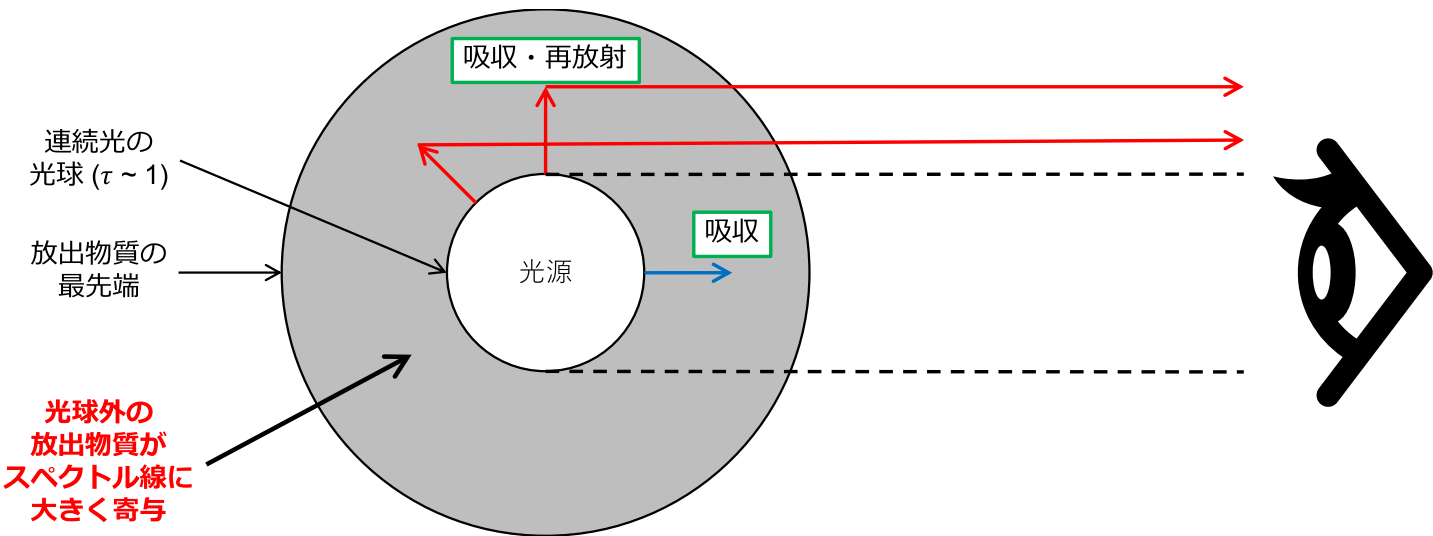 吸収・再放射
連続光の
光球 (τ ~ 1)
吸収
放出物質の
最先端
光源
光球外の
放出物質が
スペクトル線に
大きく寄与